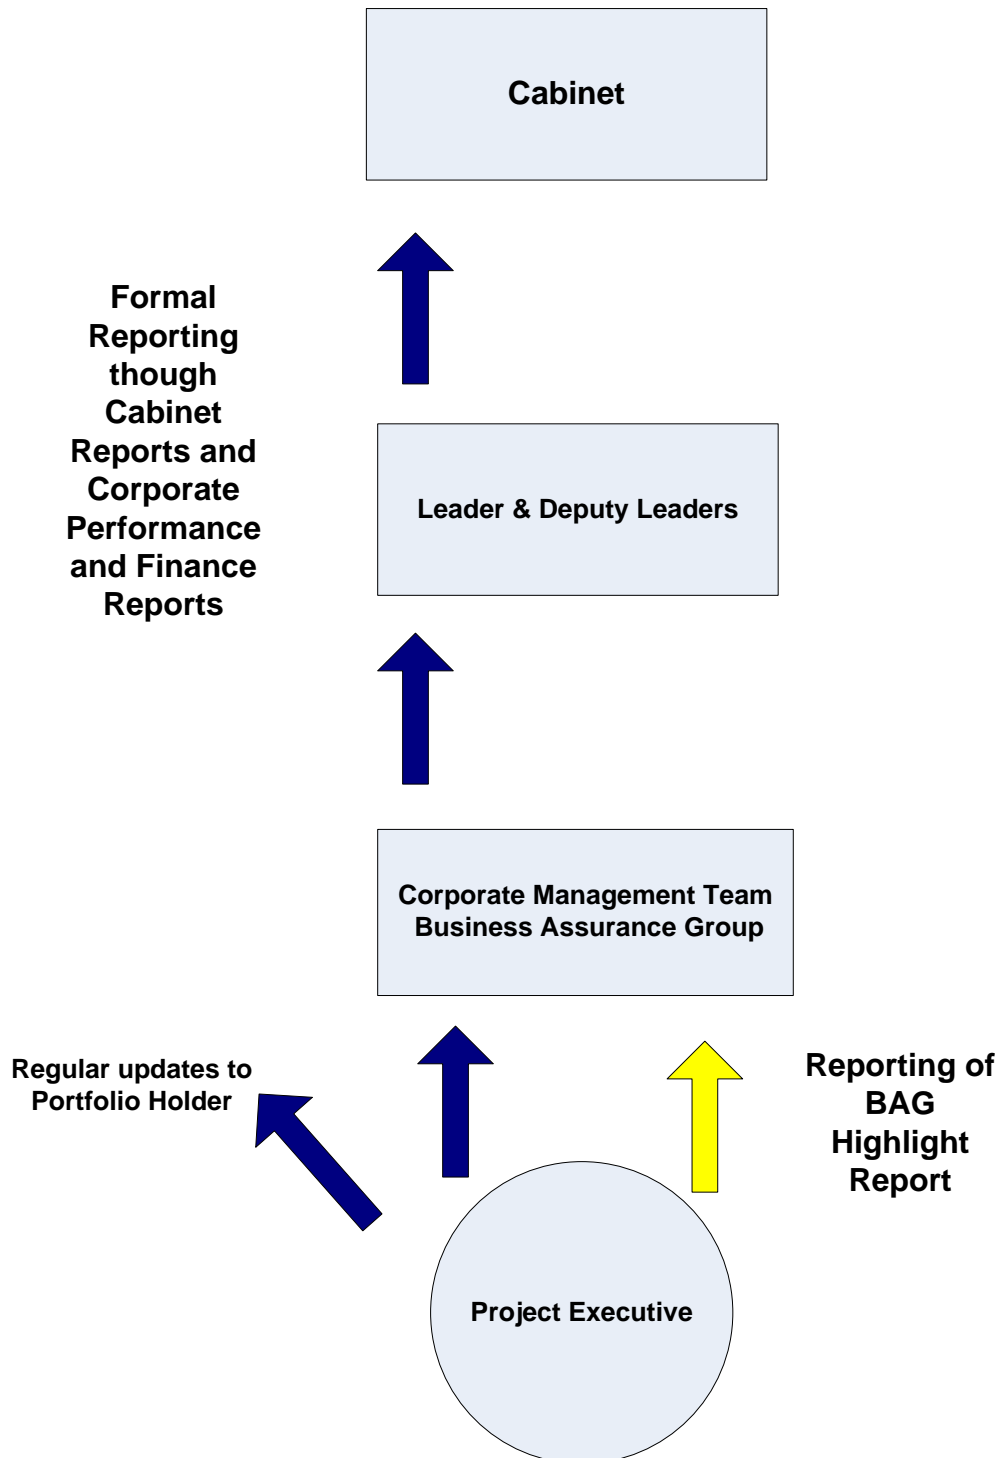 Cabinet
Formal
Reporting
though
Cabinet
Reports and
Corporate
Performance
and Finance
Reports
Leader & Deputy Leaders
Corporate Management Team
Business Assurance Group
Regular updates to
Portfolio Holder
Reporting of
BAG
Highlight
Report
Project Executive